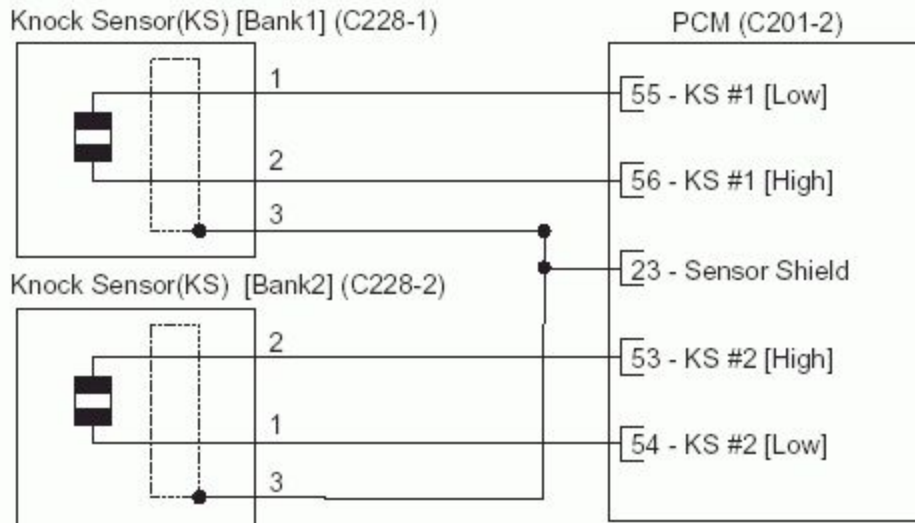 Knock Sensor(KS) [Bank1] (C228-1)
PCM (C201-2)
1
55 - KS #1 [Low]
2
56 - KS #1 [High]
3
23 - Sensor Shield
Knock Sensor(KS) [Bank2] (C228-2)
2
53 - KS #2 [High]
1
54 - KS #2 [Low]
3